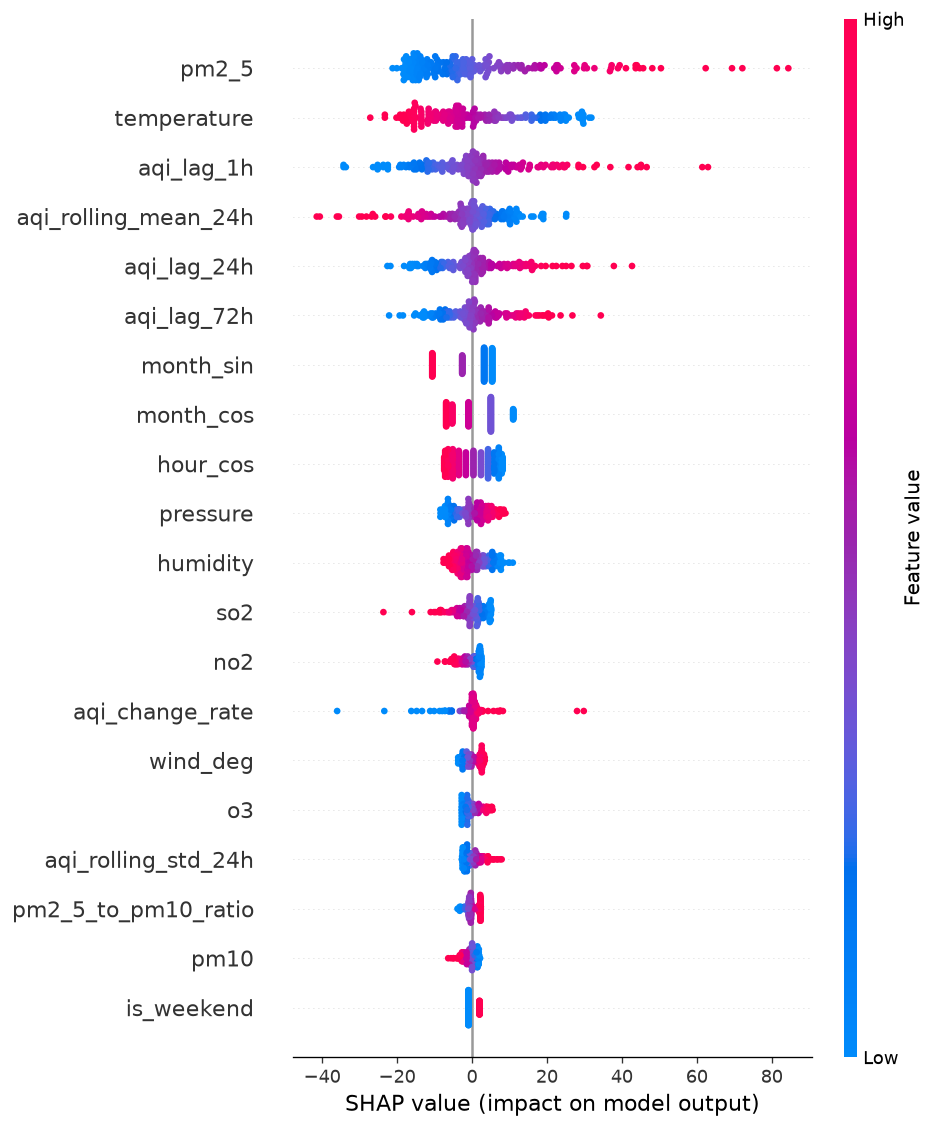 High
pm2_5
temperature
aqi_lag_1h
aqi_rolling_mean_24h
aqi_lag_24h
aqi_lag_72h
month_sin
month_cos
hour_cos
pressure
humidity
so2
no2
aqi_change_rate
wind_deg
o3
aqi_rolling_std_24h
pm2_5_to_pm10_ratio
pm10
is_weekend
Feature value
Low
−40 −20 0 20 40 60 80
SHAP value (impact on model output)